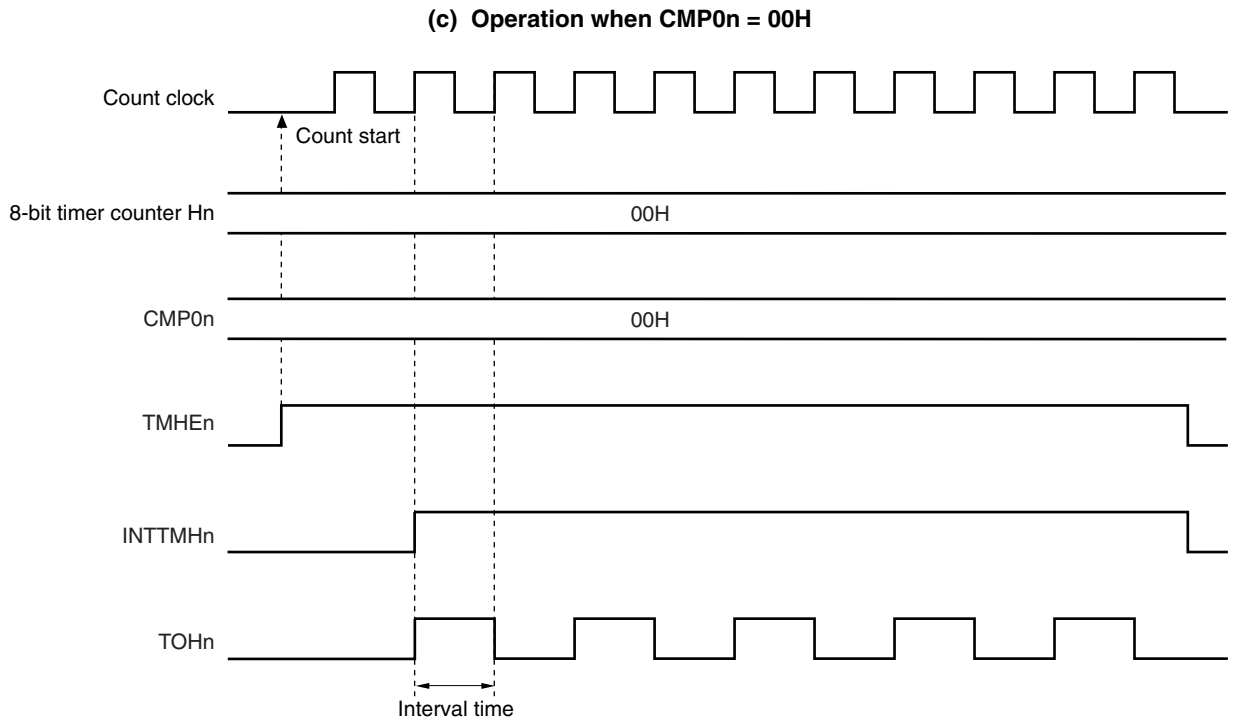 (c) Operation when CMP0n = 00H
Count clock
Count start
8-bit timer counter Hn
00H
CMP0n
00H
TMHEn
INTTMHn
TOHn
Interval time